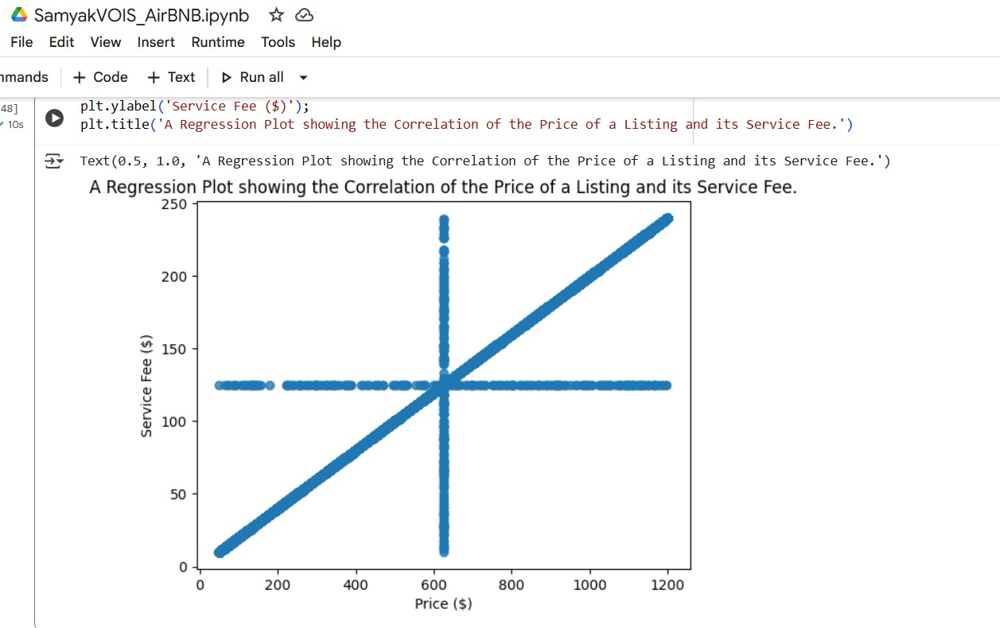 SamyakVOIS_AirBNB.ipynb
File Edit View Insert Runtime Tools Help
mmands + Code + Text Run all
48]
10s
plt.ylabel('Service Fee ($)');
plt.title('A Regression Plot showing the Correlation of the Price of a Listing and its Service Fee.')
Text(0.5, 1.0, 'A Regression Plot showing the Correlation of the Price of a Listing and its Service Fee.')
A Regression Plot showing the Correlation of the Price of a Listing and its Service Fee.
250
200
150
100
50
0
Service Fee ($)
0 200 400 600 800 1000 1200
Price ($)